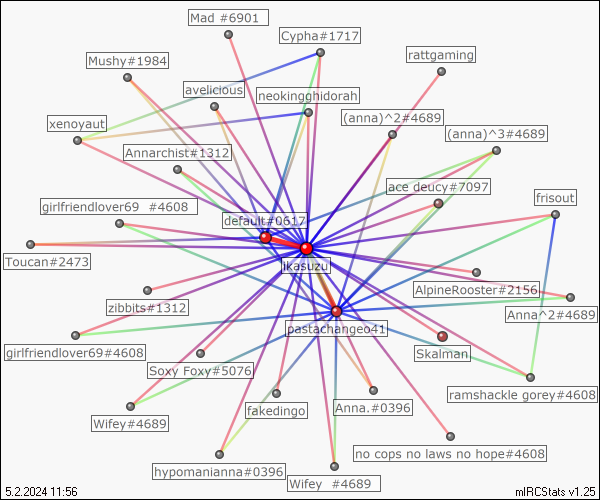 Mad #6901
Cypha#1717
rattgaming
Mushy#1984
avelicious
neokingghidorah
(anna)^2#4689
xenoyaut
(anna)^3#4689
Annarchist#1312
ace deucy#7097
frisout
girlfriendlover69 #4608
default#0617
Toucan#2473
ikasuzu
AlpineRooster#2156
zibbits#1312
Anna^2#4689
pastachangeo41
girlfriendlover69#4608
Skalman
Soxy Foxy#5076
ramshackle gorey#4608
fakedingo
Anna.#0396
Wifey#4689
no cops no laws no hope#4608
hypomanianna#0396
Wifey #4689
5.2.2024 11:56
mIRCStats v1.25